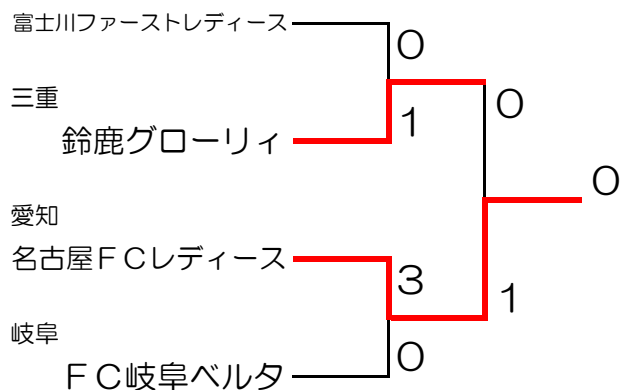 富士川ファーストレディース
0
三重
1
0
鈴鹿グローリィ
0
愛知
名古屋FCレディース
3
1
岐阜
0
FC岐阜ベルタ